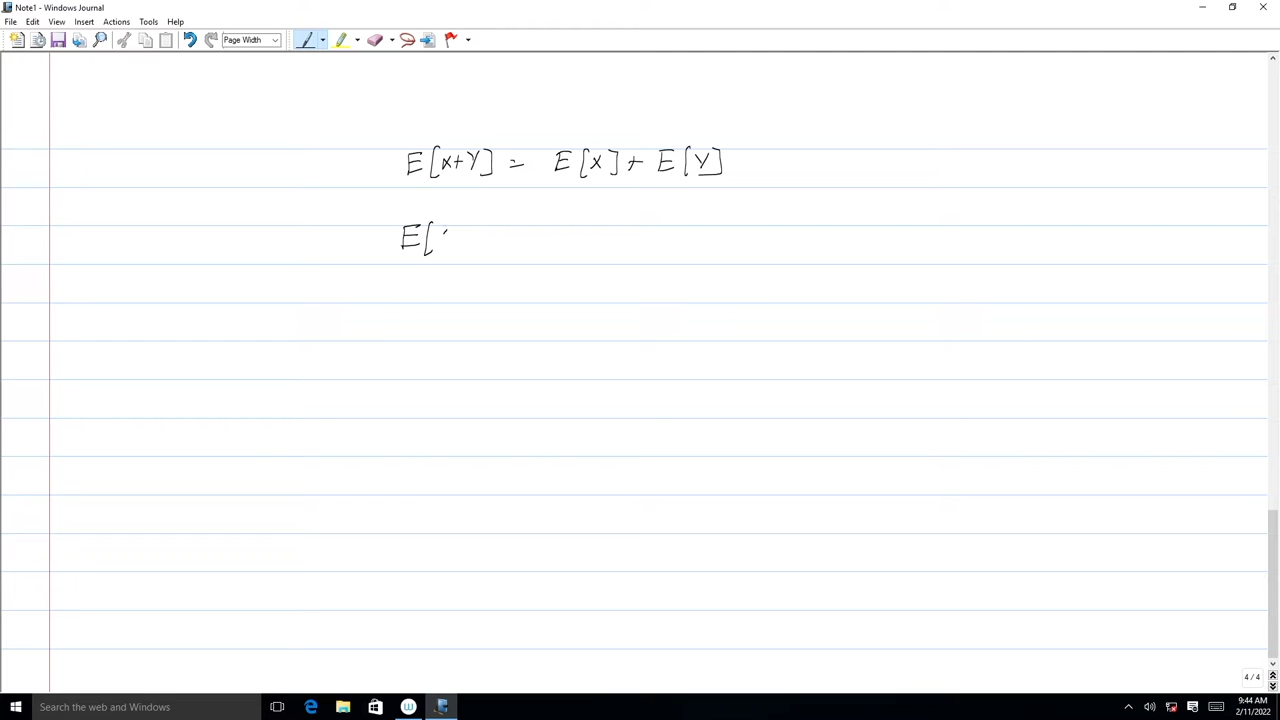 Note1 - Windows Journal
File Edit View Insert Actions Tools Help
Page Width
E[X+Y] = E[X] + E[Y]
E[
4 / 4
Search the web and Windows
9:44 AM
2/11/2022